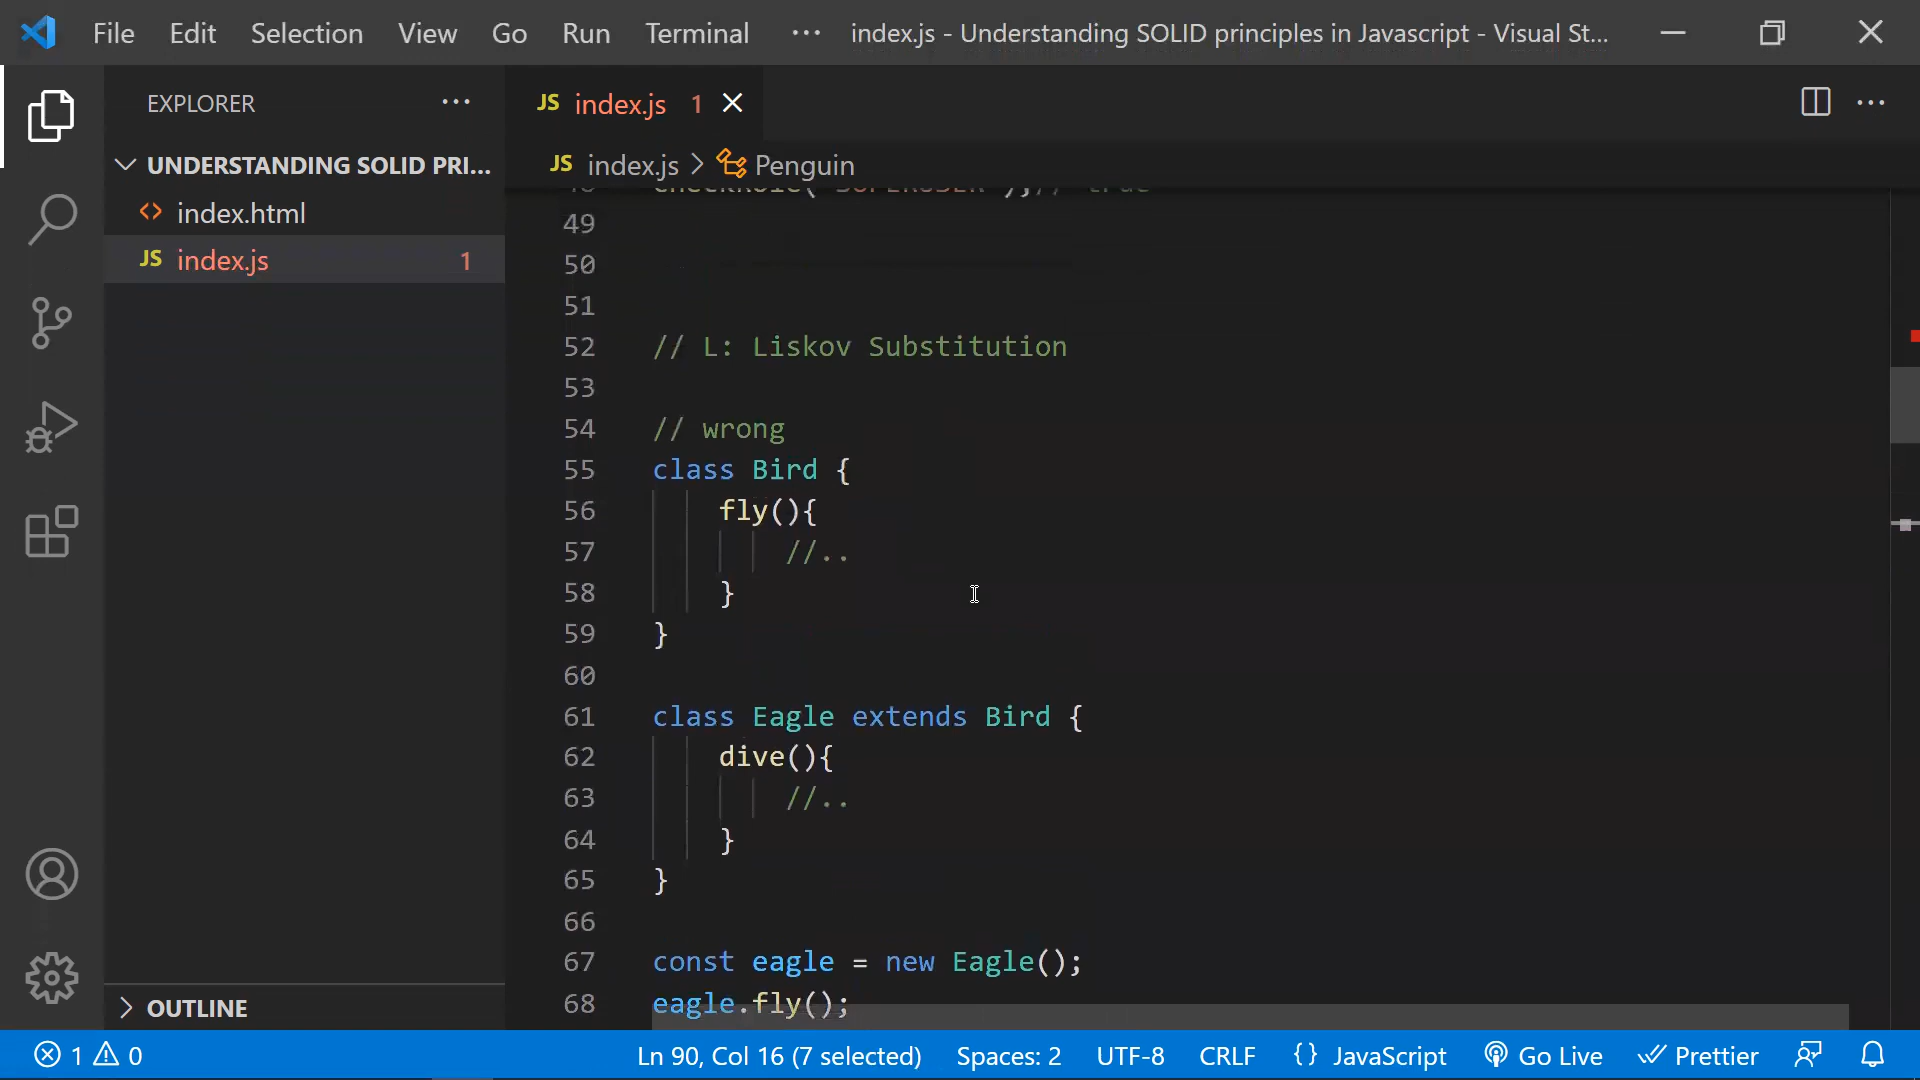 File Edit Selection View Go Run Terminal ··· index.js - Understanding SOLID principles in Javascript - Visual St...
EXPLORER ···
JS index.js 1
UNDERSTANDING SOLID PRI...
JS index.js > Penguin
<> index.html
JS index.js 1
49
50
51
52 // L: Liskov Substitution
53
54 // wrong
55 class Bird {
56 fly(){
57 //..
58 }
59 }
60
61 class Eagle extends Bird {
62 dive(){
63 //..
64 }
65 }
66
67 const eagle = new Eagle();
68 eagle.fly();
OUTLINE
1 0 Ln 90, Col 16 (7 selected) Spaces: 2 UTF-8 CRLF {} JavaScript Go Live Prettier